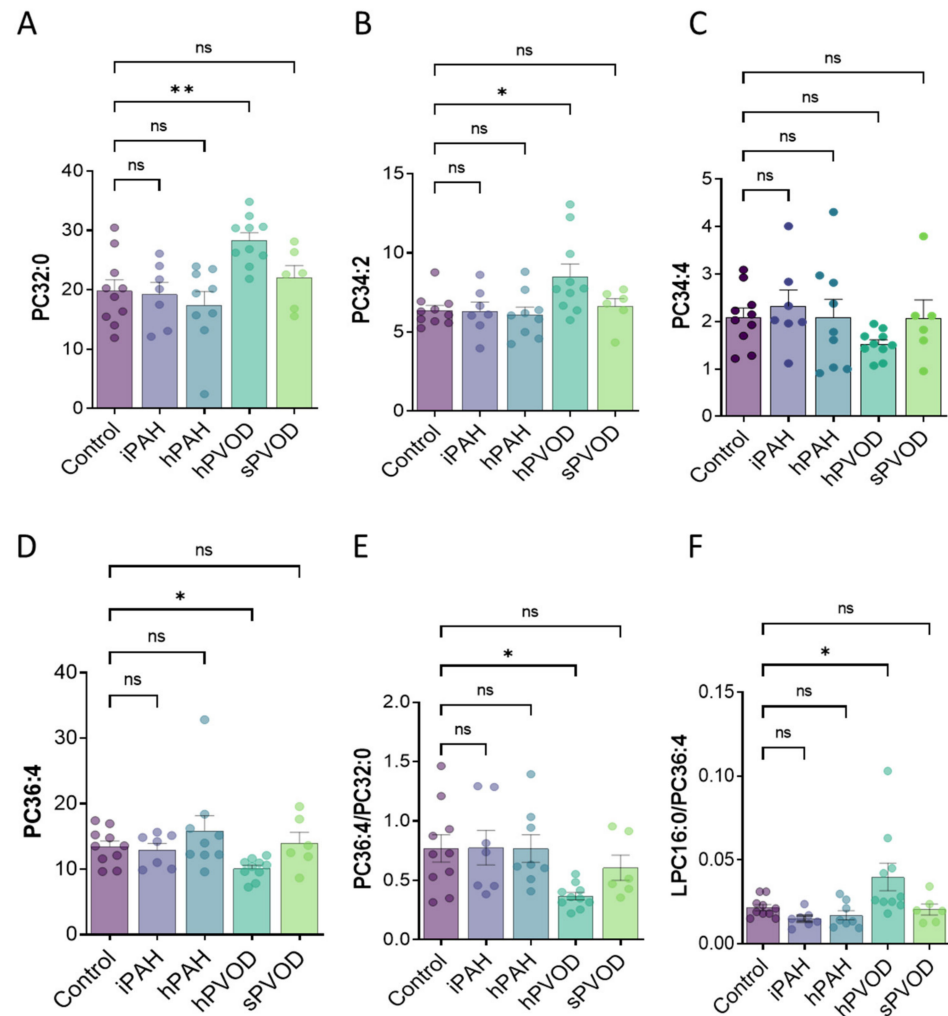 A
ns
**
ns
ns
PC32:0
40
30
20
10
0
Control
iPAH
hPAH
hPVOD
sPVOD
B
ns
*
ns
ns
PC34:2
15
10
5
0
Control
iPAH
hPAH
hPVOD
sPVOD
C
ns
ns
ns
ns
PC34:4
5
4
3
2
1
0
Control
iPAH
hPAH
hPVOD
sPVOD
D
ns
*
ns
ns
PC36:4
40
30
20
10
0
Control
iPAH
hPAH
hPVOD
sPVOD
E
ns
*
ns
ns
PC36:4/PC32:0
2.0
1.5
1.0
0.5
0.0
Control
iPAH
hPAH
hPVOD
sPVOD
F
ns
*
ns
ns
LPC16:0/PC36:4
0.15
0.10
0.05
0.00
Control
iPAH
hPAH
hPVOD
sPVOD